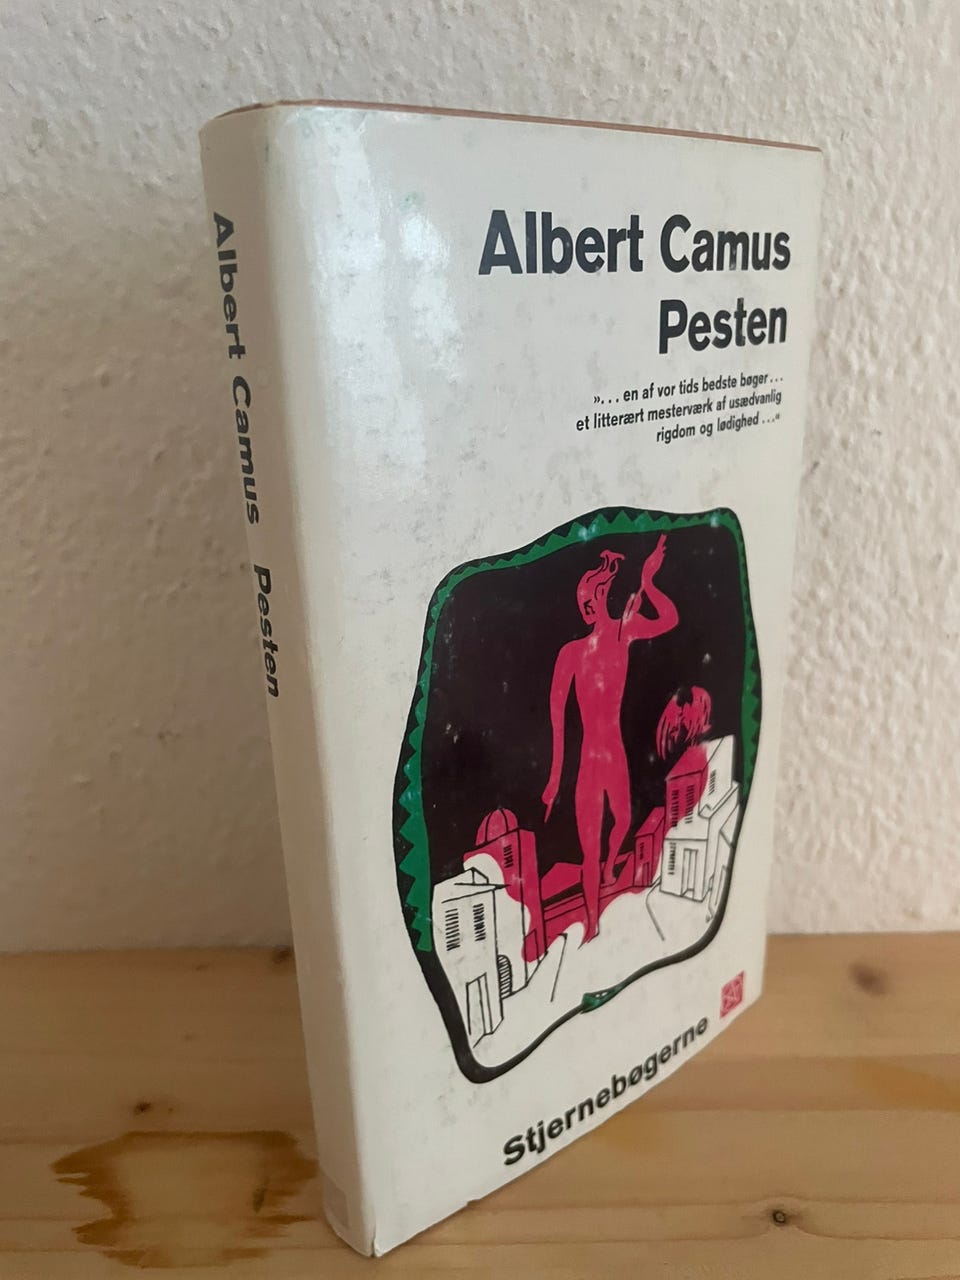 Albert Camus Pesten
Albert Camus
Pesten
»... en af vor tids bedste bøger...
et litterært mesterværk af usædvanlig
rigdom og lødighed ...«
Stjernebøgerne